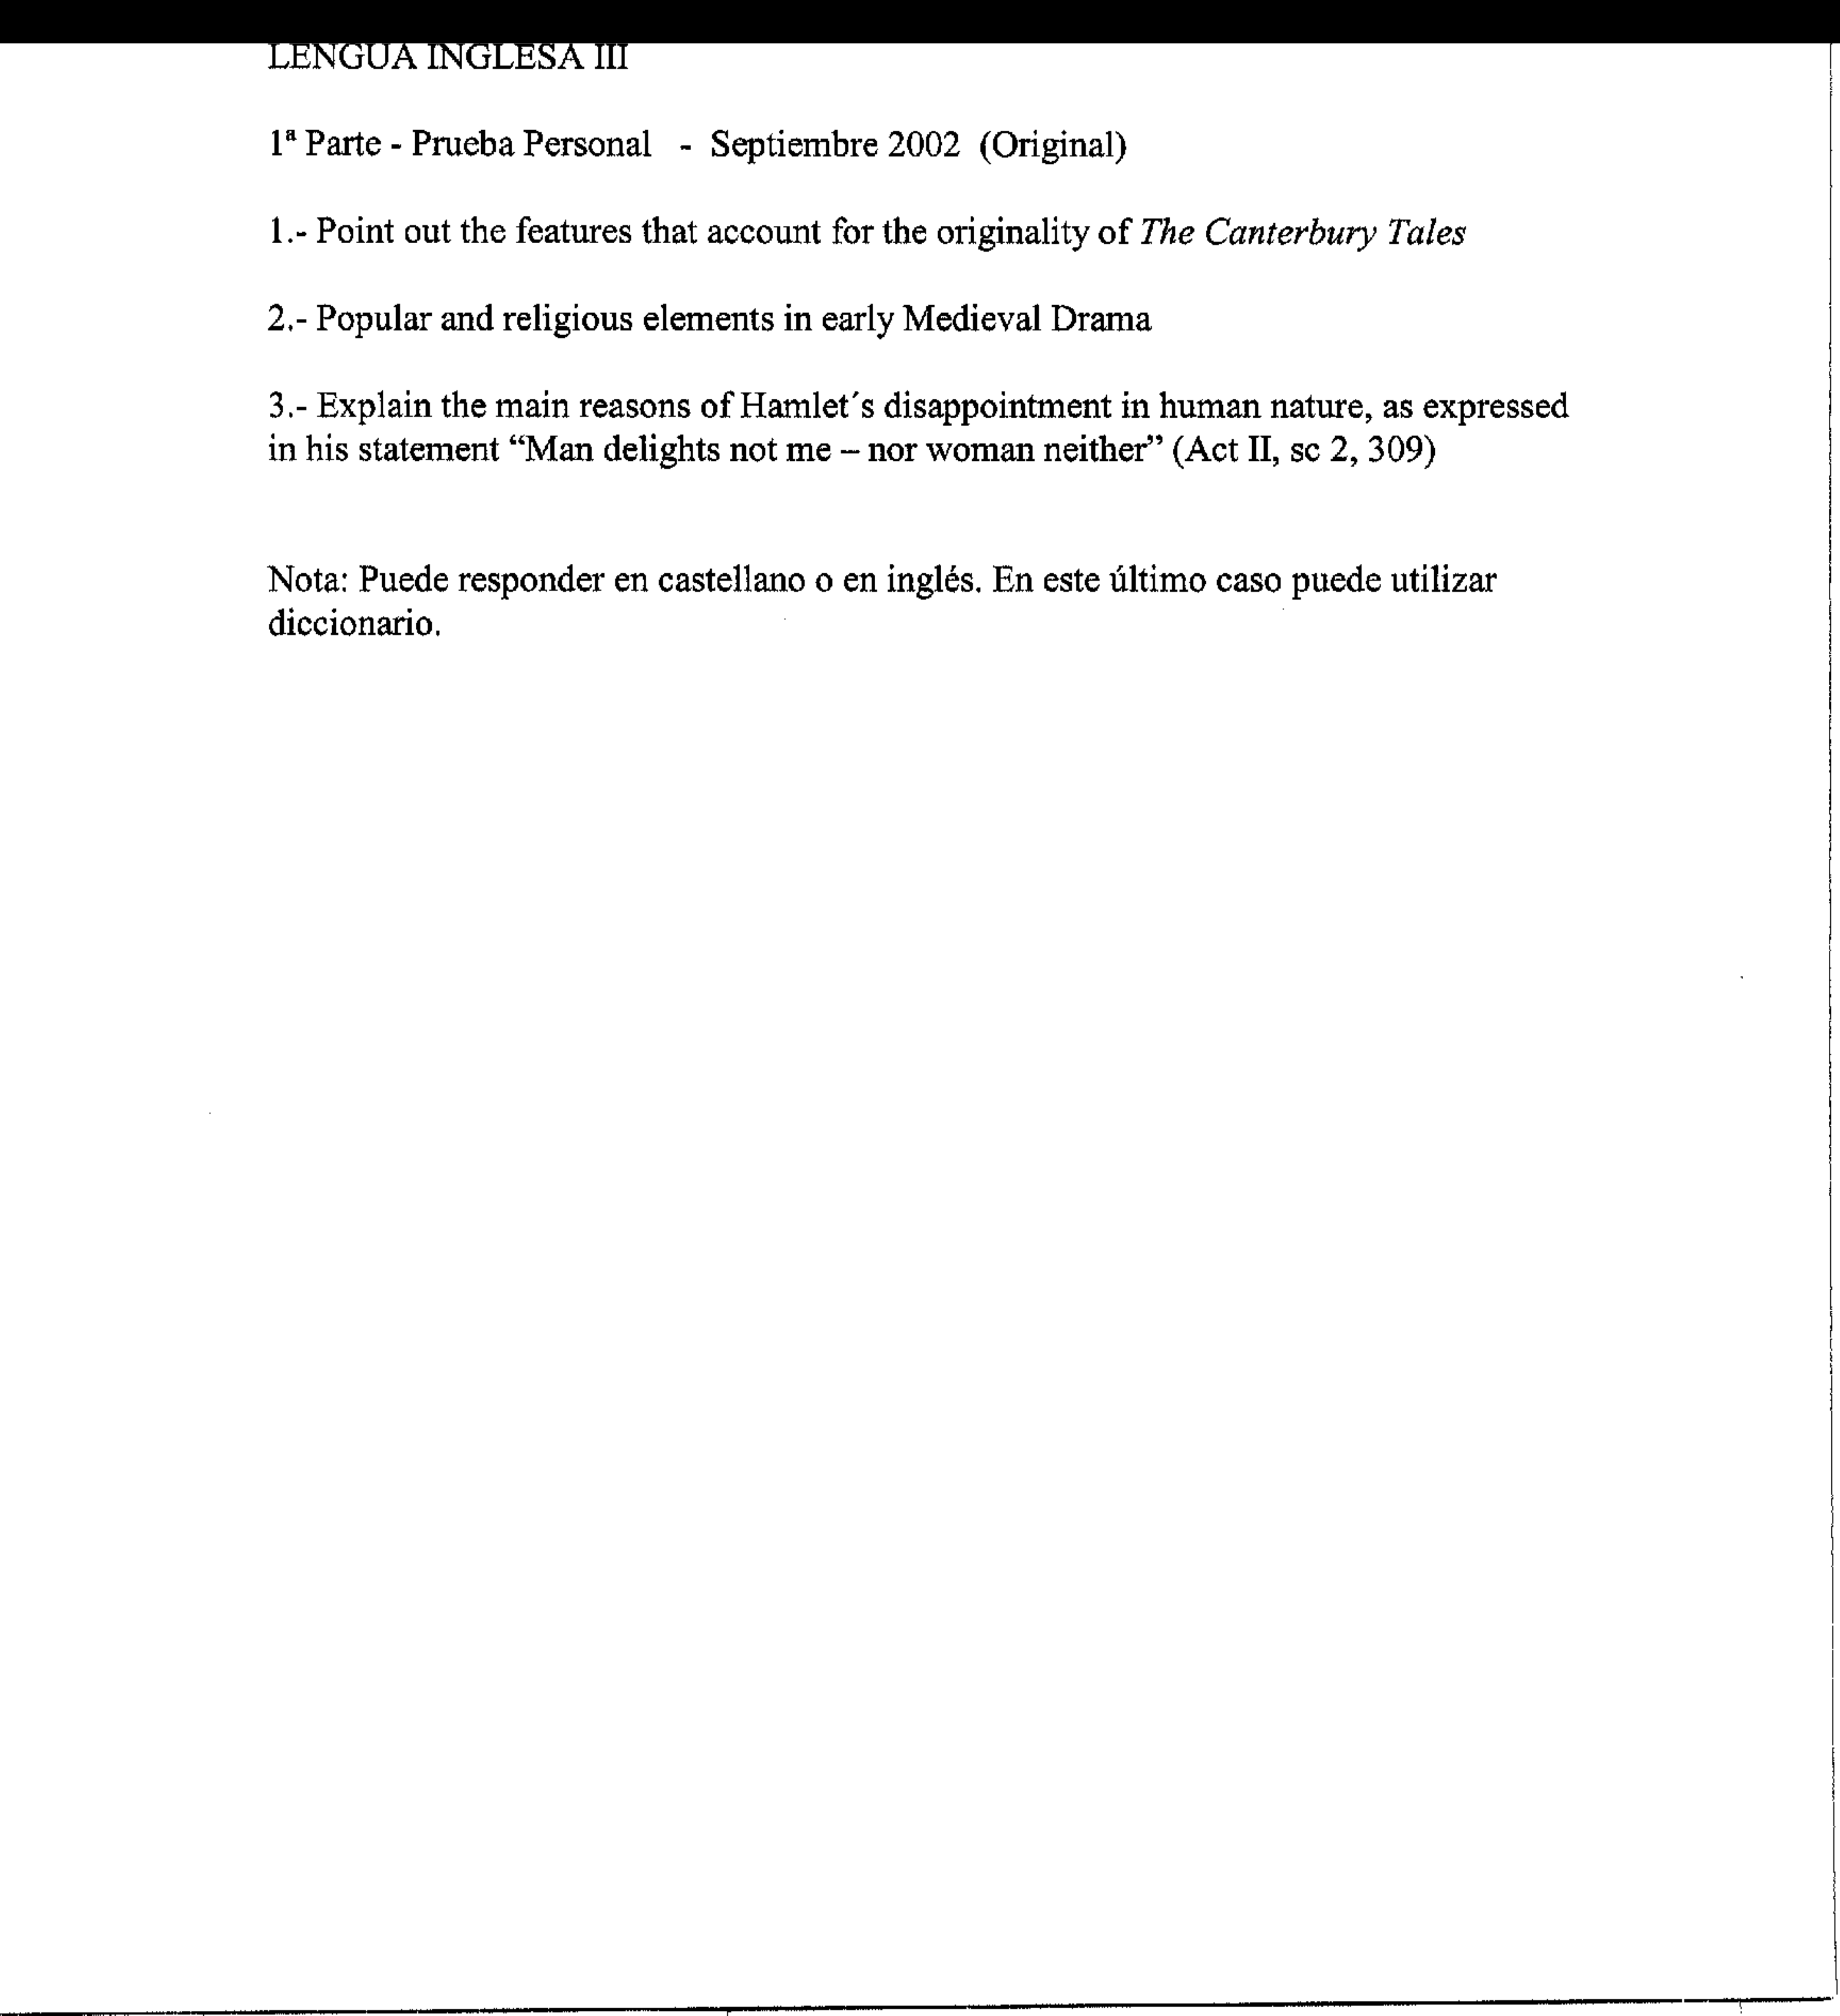 LENGUA INGLESA III
1ª Parte - Prueba Personal - Septiembre 2002 (Original)
1.- Point out the features that account for the originality of The Canterbury Tales
2.- Popular and religious elements in early Medieval Drama
3.- Explain the main reasons of Hamlet´s disappointment in human nature, as expressed
in his statement “Man delights not me – nor woman neither” (Act II, sc 2, 309)
Nota: Puede responder en castellano o en inglés. En este último caso puede utilizar
diccionario.